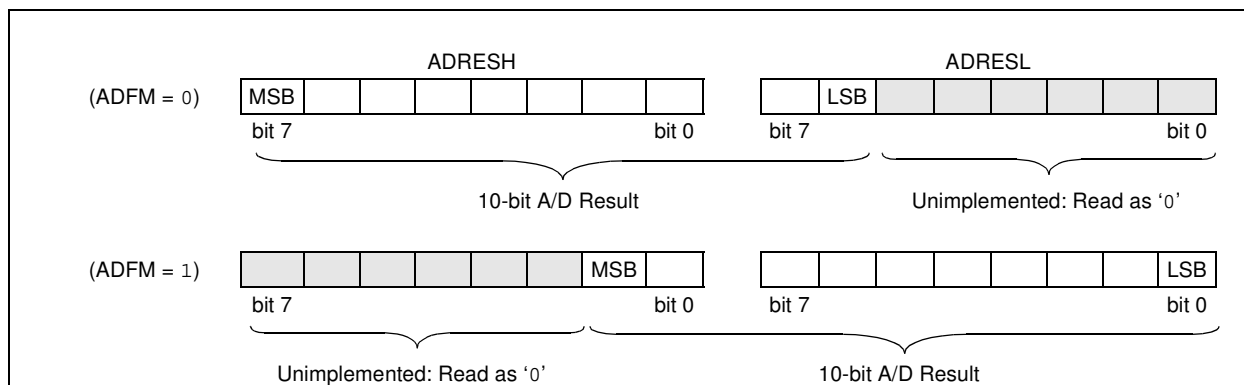 ADRESH ADRESL
(ADFM = 0) MSB LSB
bit 7 bit 0 bit 7 bit 0
10-bit A/D Result Unimplemented: Read as ‘0’
(ADFM = 1) MSB LSB
bit 7 bit 0 bit 7 bit 0
Unimplemented: Read as ‘0’ 10-bit A/D Result